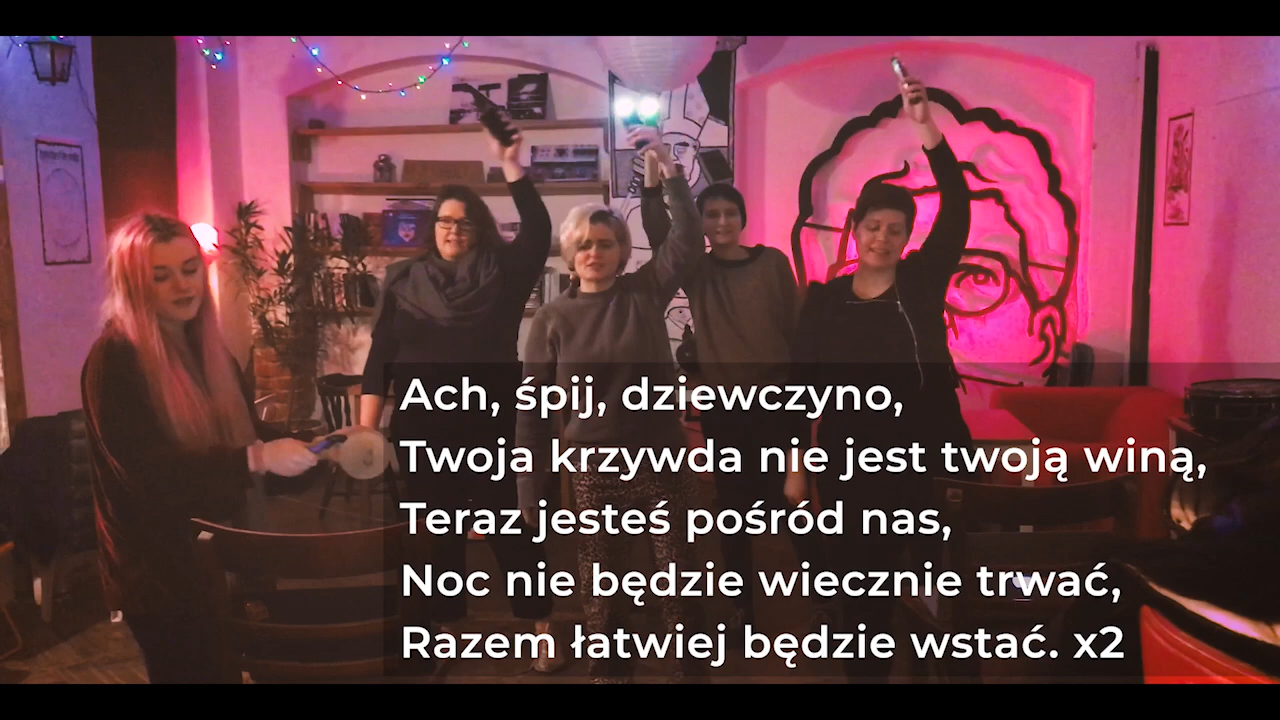 Ach, śpij, dziewczyno,
Twoja krzywda nie jest twoją winą,
Teraz jesteś pośród nas,
Noc nie będzie wiecznie trwać,
Razem łatwiej będzie wstać. x2